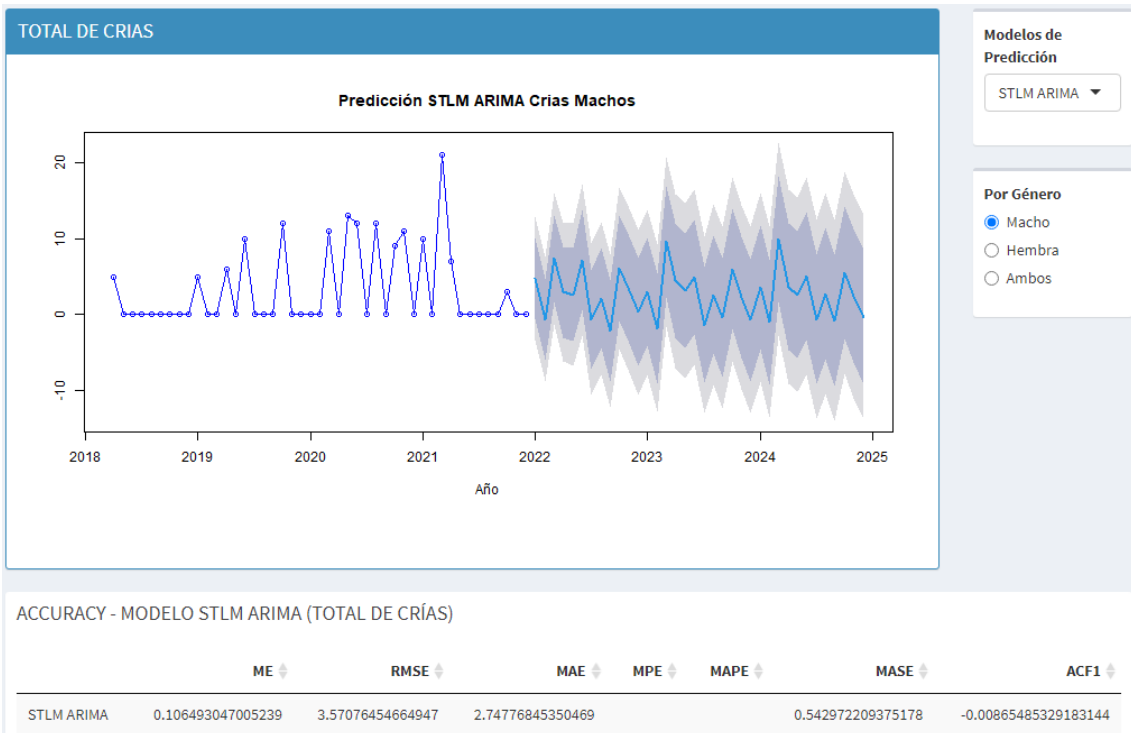 TOTAL DE CRIAS
Predicción STLM ARIMA Crias Machos
20
10
0
-10
2018 2019 2020 2021 2022 2023 2024 2025
Año
Modelos de
Predicción
STLM ARIMA
Por Género
Macho
Hembra
Ambos
ACCURACY - MODELO STLM ARIMA (TOTAL DE CRÍAS)
ME RMSE MAE MPE MAPE MASE ACF1
STLM ARIMA 0.106493047005239 3.57076454664947 2.74776845350469 0.542972209375178 -0.00865485329183144